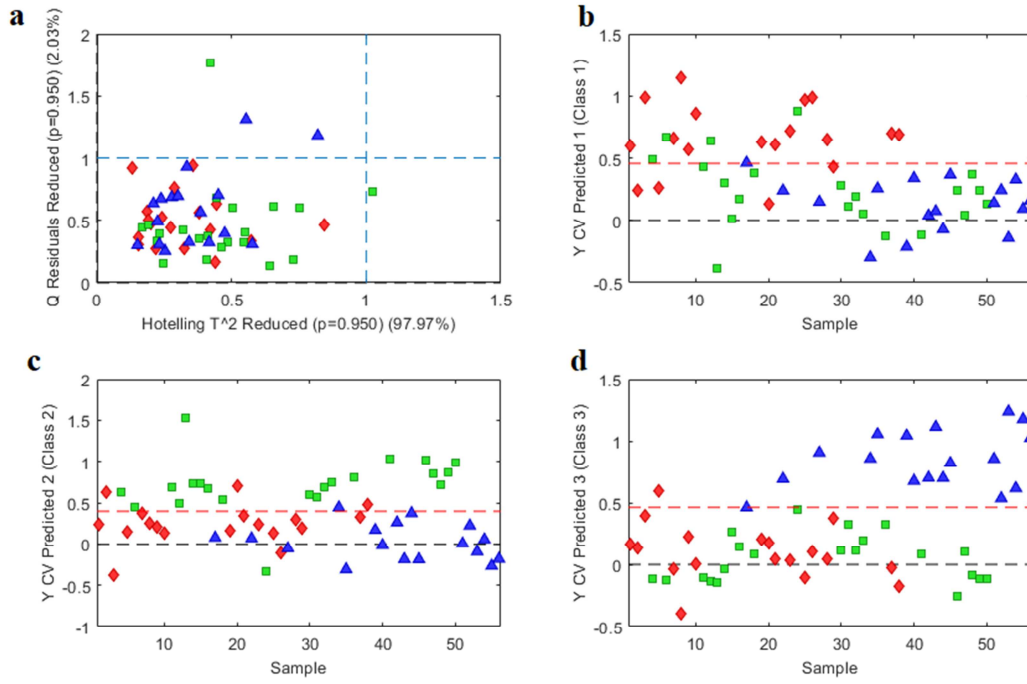 a
Q Residuals Reduced (p=0.950) (2.03%)
2
1.5
1
0.5
0
0 0.5 1 1.5
Hotelling T^2 Reduced (p=0.950) (97.97%)
b
Y CV Predicted 1 (Class 1)
1.5
1
0.5
0
-0.5
10 20 30 40 50
Sample
c
Y CV Predicted 2 (Class 2)
2
1.5
1
0.5
0
-0.5
-1
10 20 30 40 50
Sample
d
Y CV Predicted 3 (Class 3)
1.5
1
0.5
0
-0.5
10 20 30 40 50
Sample